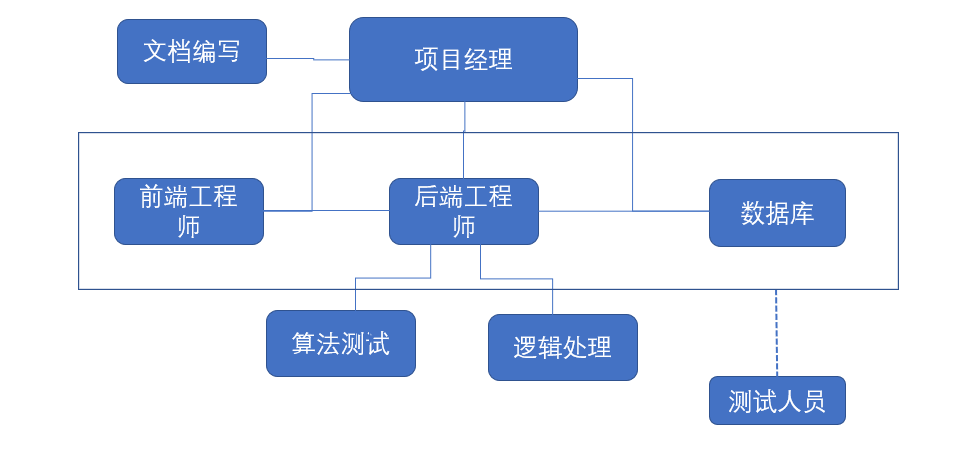 文档编写
项目经理
前端工程
师
后端工程
师
数据库
算法测试
逻辑处理
测试人员